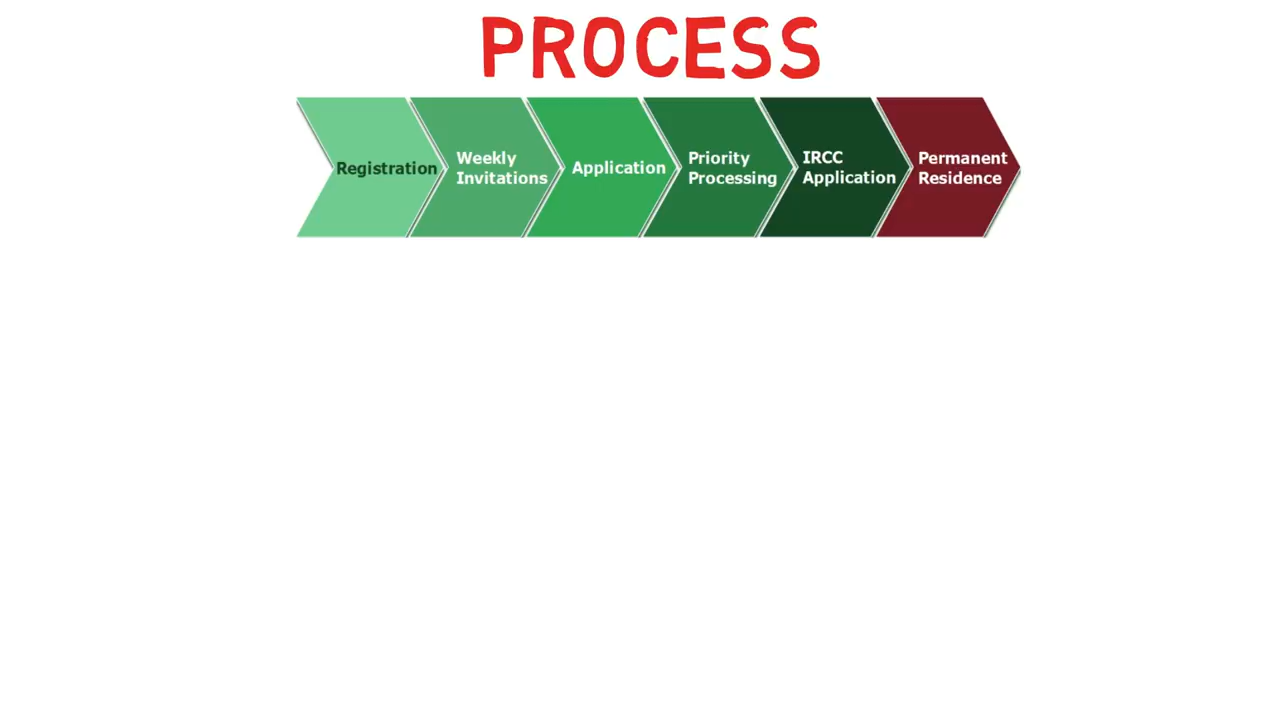 PROCESS
Registration
Weekly
Invitations
Application
Priority
Processing
IRCC
Application
Permanent
Residence